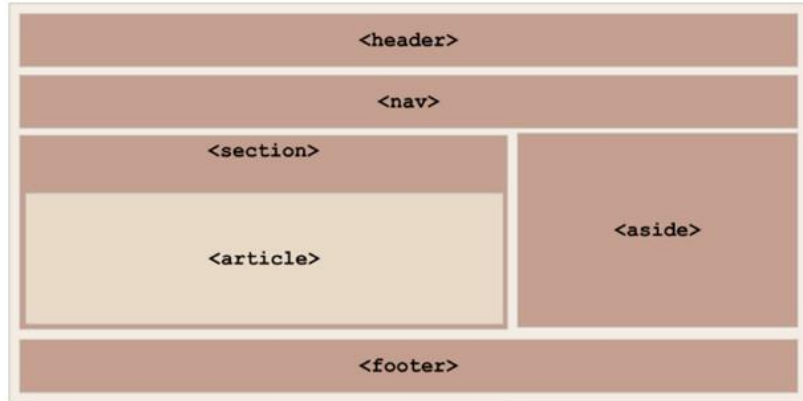 <header>
<nav>
<section>
<article>
<aside>
<footer>